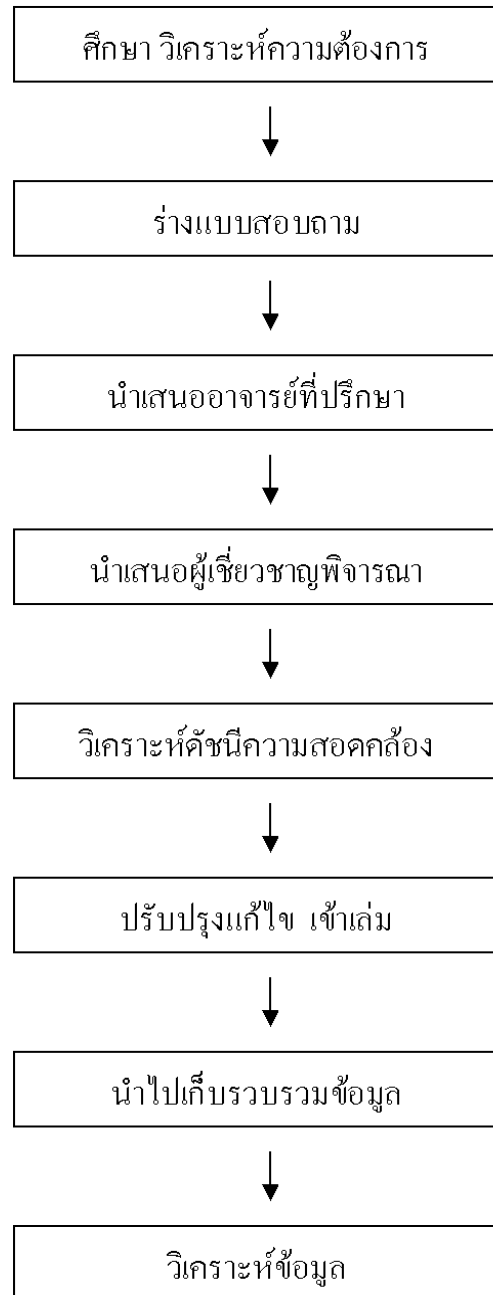 ศึกษา วิเคราะห์ความต้องการ
ร่างแบบสอบถาม
นำเสนออาจารย์ที่ปรึกษา
นำเสนอผู้เชี่ยวชาญพิจารณา
วิเคราะห์ดัชนีความสอดคล้อง
ปรับปรุงแก้ไข เข้าเล่ม
นำไปเก็บรวบรวมข้อมูล
วิเคราะห์ข้อมูล